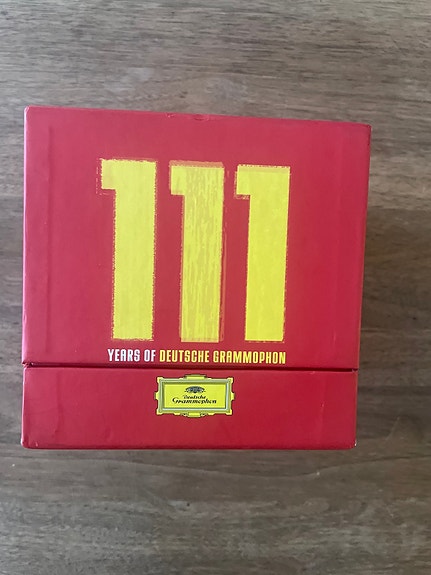 111
YEARS OF DEUTSCHE GRAMMOPHON
Deutsche
Grammophon